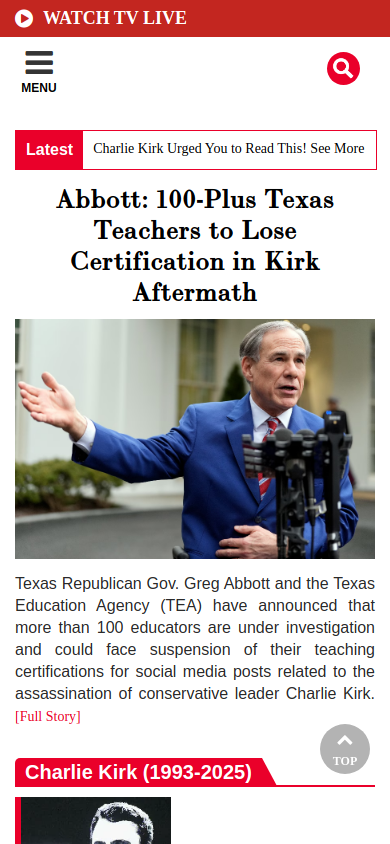 WATCH TV LIVE
MENU
Latest
Charlie Kirk Urged You to Read This! See More
Abbott: 100-Plus Texas
Teachers to Lose
Certification in Kirk
Aftermath
Texas Republican Gov. Greg Abbott and the Texas
Education Agency (TEA) have announced that
more than 100 educators are under investigation
and could face suspension of their teaching
certifications for social media posts related to the
assassination of conservative leader Charlie Kirk.
[Full Story]
TOP
Charlie Kirk (1993-2025)